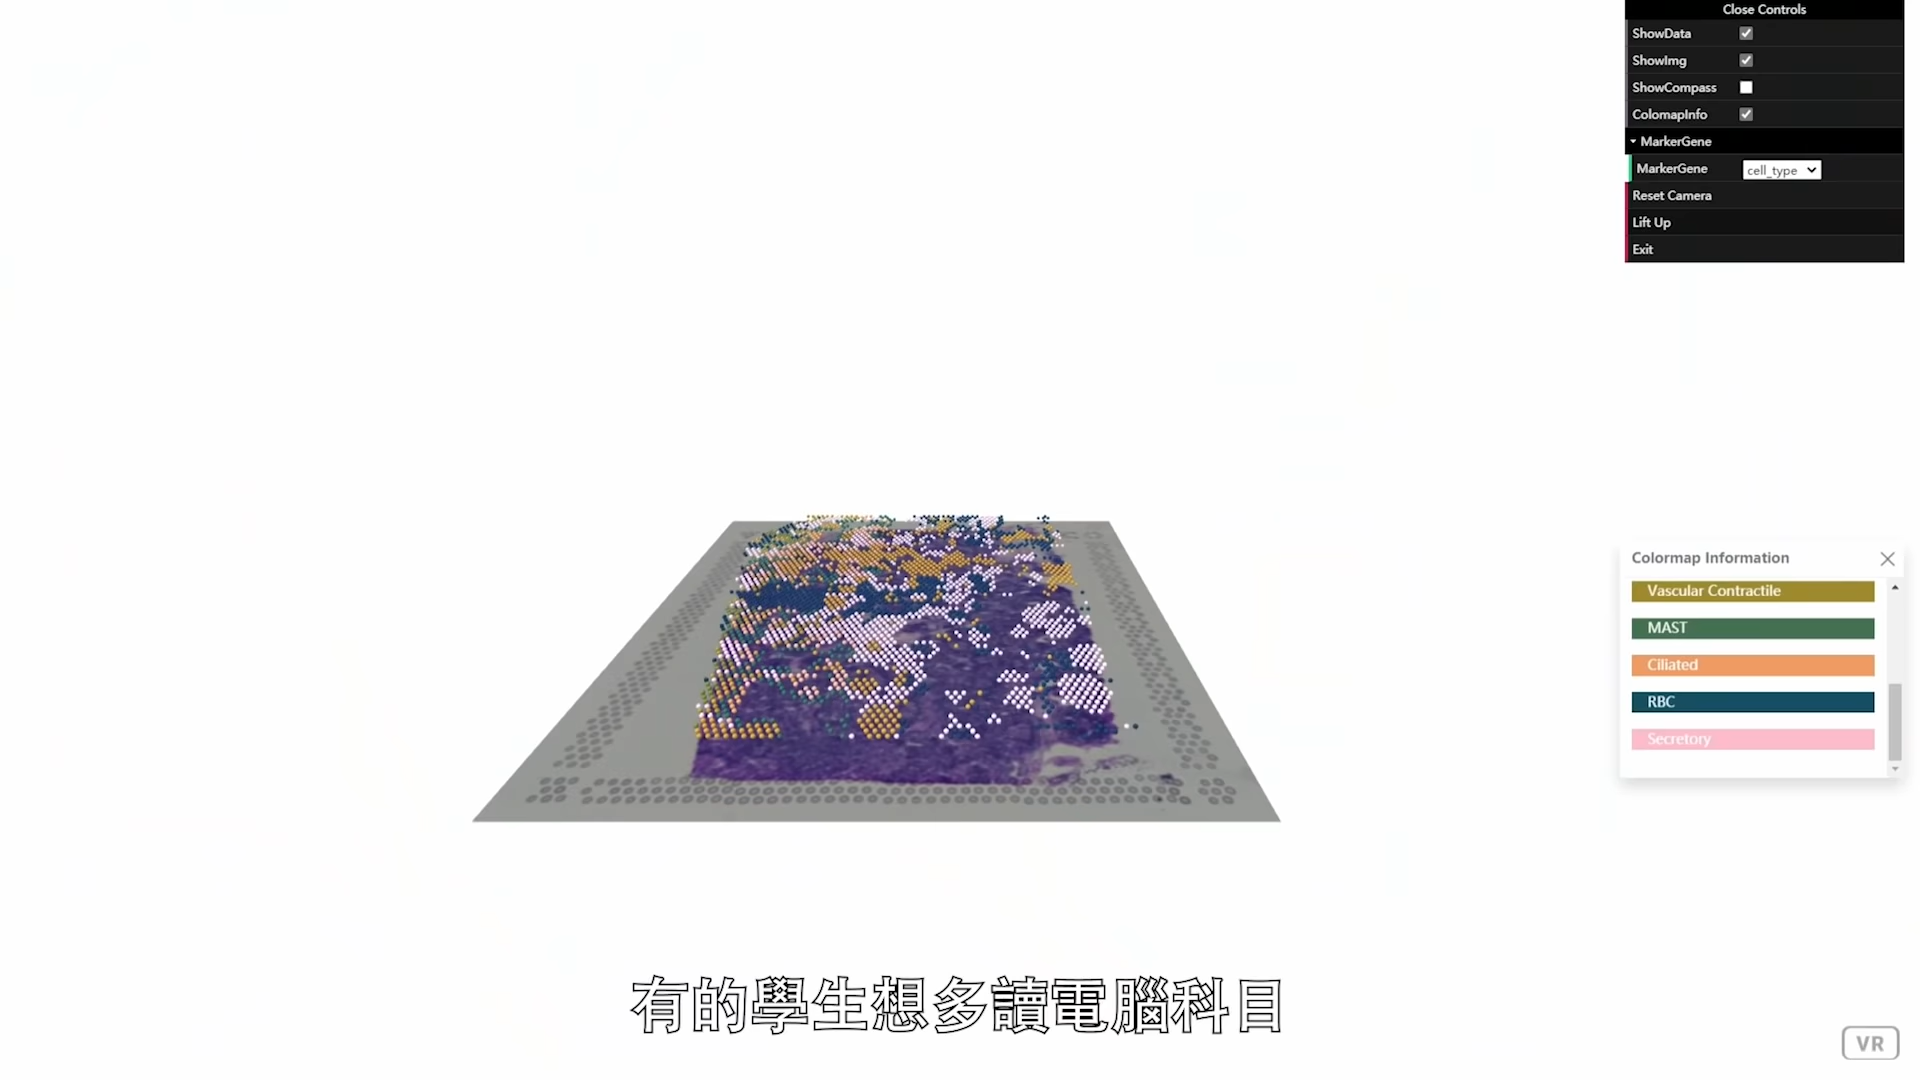 Close Controls
ShowData
ShowImg
ShowCompass
ColomapInfo
MarkerGene
MarkerGene cell_type
Reset Camera
Lift Up
Exit
Colormap Information
Vascular Contractile
MAST
Ciliated
RBC
Secretory
有的學生想多讀電腦科目
VR